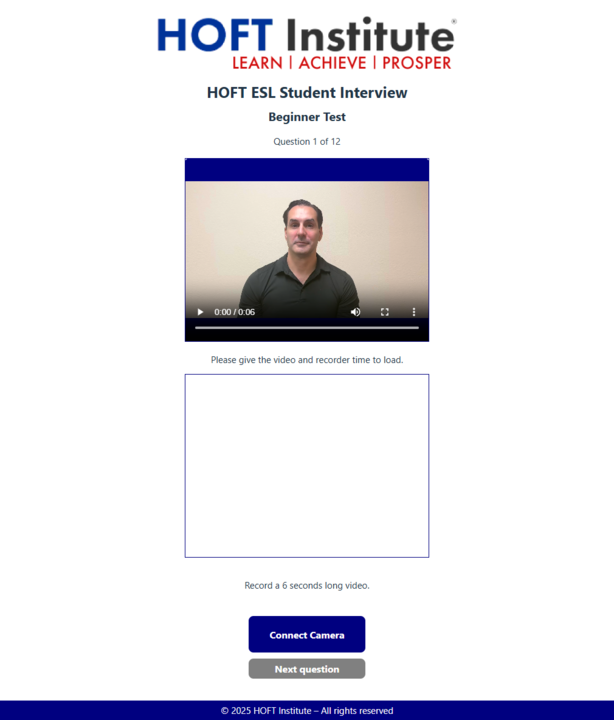 HOFT Institute®
LEARN | ACHIEVE | PROSPER
HOFT ESL Student Interview
Beginner Test
Question 1 of 12
0:00 / 0:06
Please give the video and recorder time to load.
Record a 6 seconds long video.
Connect Camera
Next question
© 2025 HOFT Institute – All rights reserved